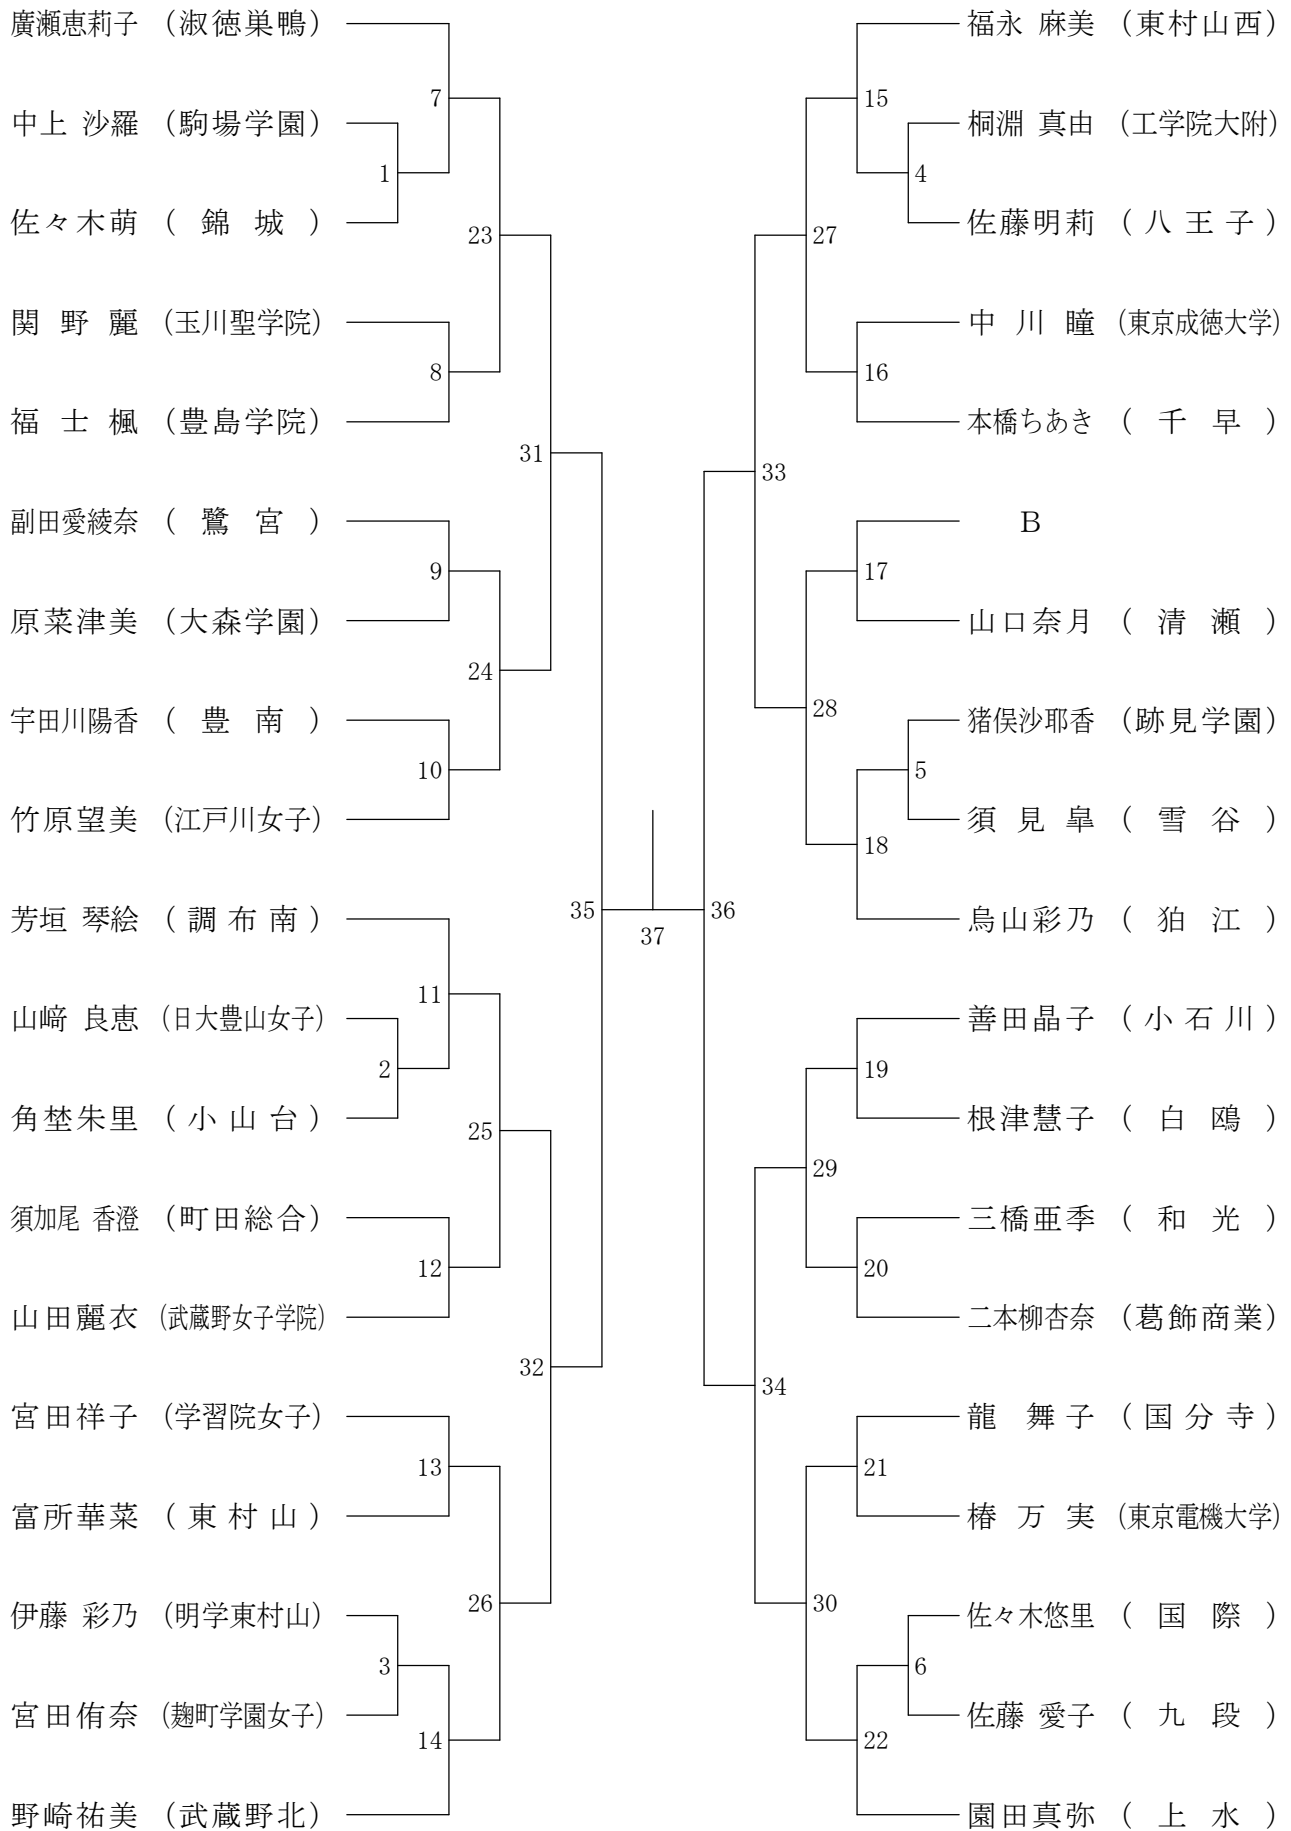 廣瀬恵莉子 （淑徳巣鴨）
7
中上 沙羅 （駒場学園）
1
佐々木萌 （ 錦 城 ）
23
関 野 麗 （玉川聖学院）
8
福 士 楓 （豊島学院）
31
副田愛綾奈 （ 鷺 宮 ）
9
原菜津美 （大森学園）
24
宇田川陽香 （ 豊 南 ）
10
竹原望美 （江戸川女子）
35
芳垣 琴絵 （ 調 布 南 ）
11
山﨑 良恵 （日大豊山女子）
2
角埜朱里 （ 小 山 台 ）
25
須加尾 香澄 （町田総合）
12
山田麗衣 （武蔵野女子学院）
32
宮田祥子 （学習院女子）
13
富所華菜 （ 東 村 山 ）
26
伊藤 彩乃 （明学東村山）
3
宮田侑奈 （麹町学園女子）
14
野崎祐美 （武蔵野北）
37
福永 麻美 （東村山西）
15
桐淵 真由 （工学院大附）
4
佐藤明莉 （ 八 王 子 ）
27
中 川 瞳 （東京成徳大学）
16
本橋ちあき （ 千 早 ）
33
B
17
山口奈月 （ 清 瀬 ）
28
猪俣沙耶香 （跡見学園）
5
須 見 皐 （ 雪 谷 ）
18
烏山彩乃 （ 狛 江 ）
36
善田晶子 （ 小 石 川 ）
19
根津慧子 （ 白 鴎 ）
29
三橋亜季 （ 和 光 ）
20
二本柳杏奈 （葛飾商業）
34
龍 舞子 （ 国 分 寺 ）
21
椿 万 実 （東京電機大学）
30
佐々木悠里 （ 国 際 ）
6
佐藤 愛子 （ 九 段 ）
22
園田真弥 （ 上 水 ）